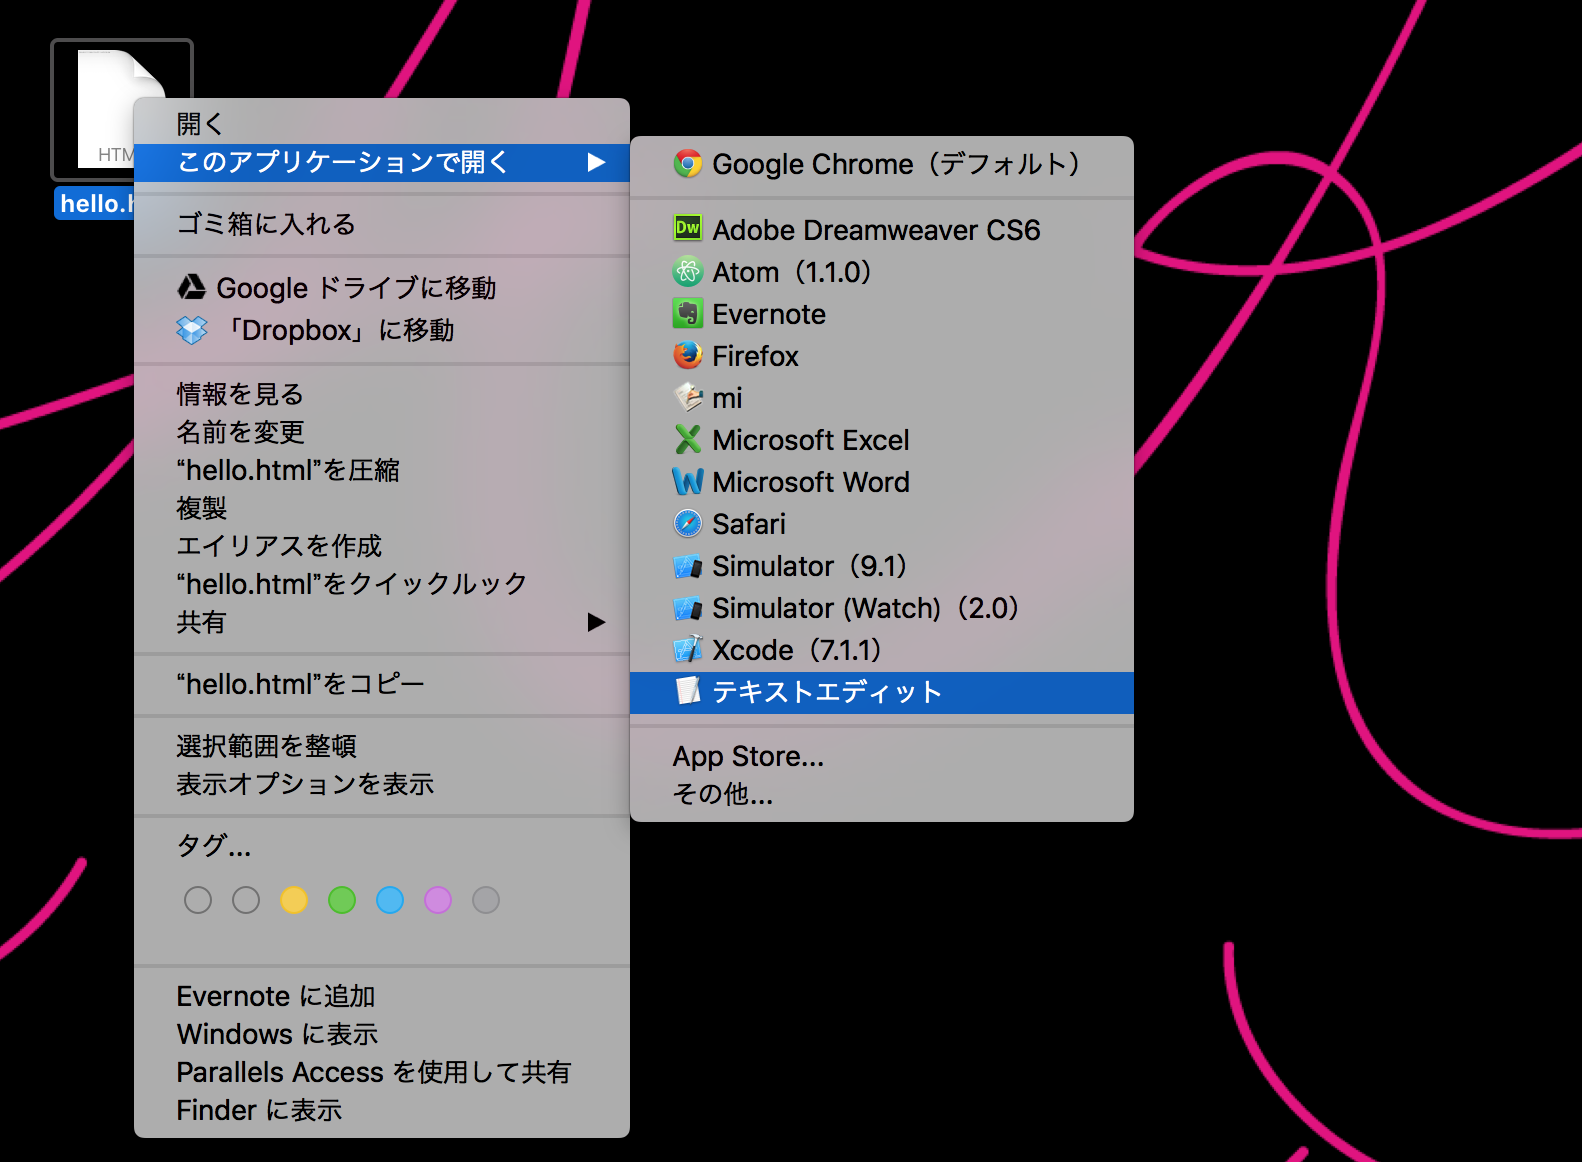 HTM
hello.h
開く
このアプリケーションで開く
ゴミ箱に入れる
Google ドライブに移動
「Dropbox」に移動
情報を見る
名前を変更
“hello.html”を圧縮
複製
エイリアスを作成
“hello.html”をクイックルック
共有
“hello.html”をコピー
選択範囲を整頓
表示オプションを表示
タグ...
Evernote に追加
Windows に表示
Parallels Access を使用して共有
Finder に表示
Google Chrome（デフォルト）
Dw Adobe Dreamweaver CS6
Atom（1.1.0）
Evernote
Firefox
mi
Microsoft Excel
Microsoft Word
Safari
Simulator（9.1）
Simulator (Watch)（2.0）
Xcode（7.1.1）
テキストエディット
App Store...
その他...